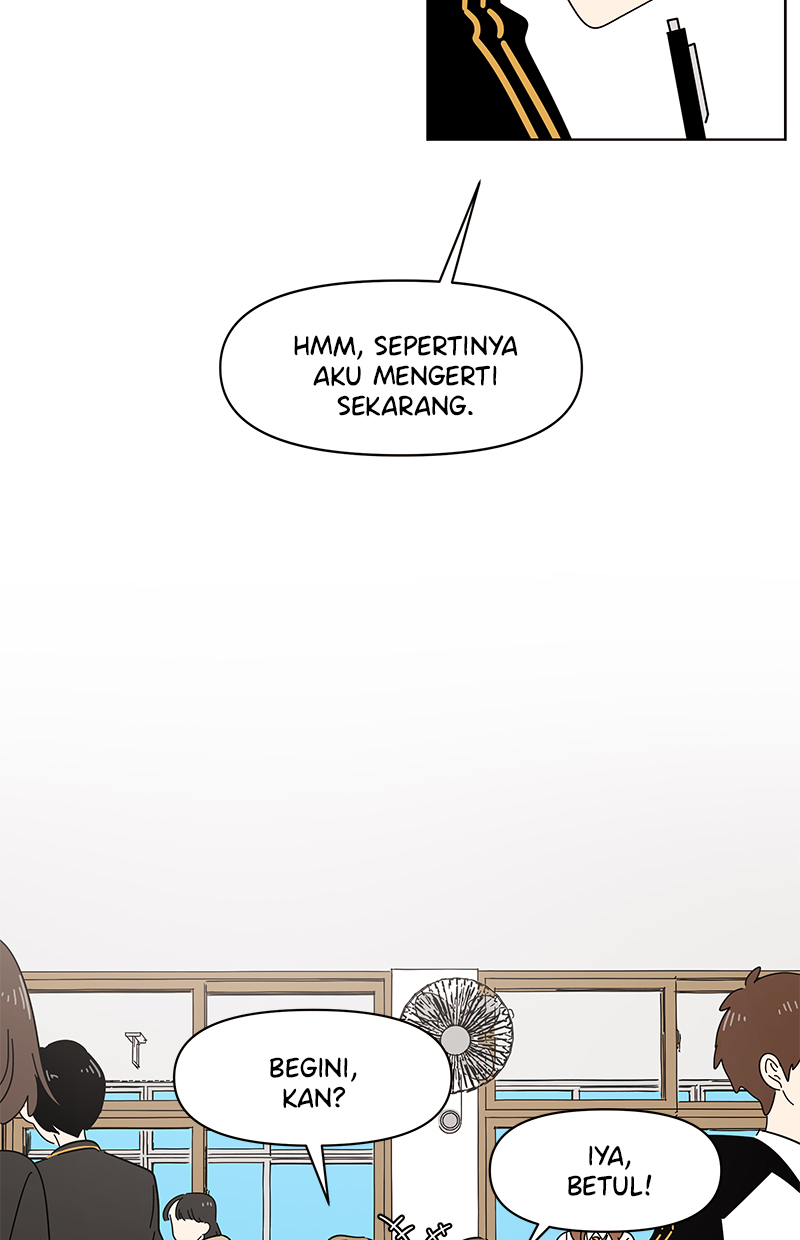 HMM, SEPERTINYA
AKU MENGERTI
SEKARANG.
BEGINI,
KAN?
IYA,
BETUL!